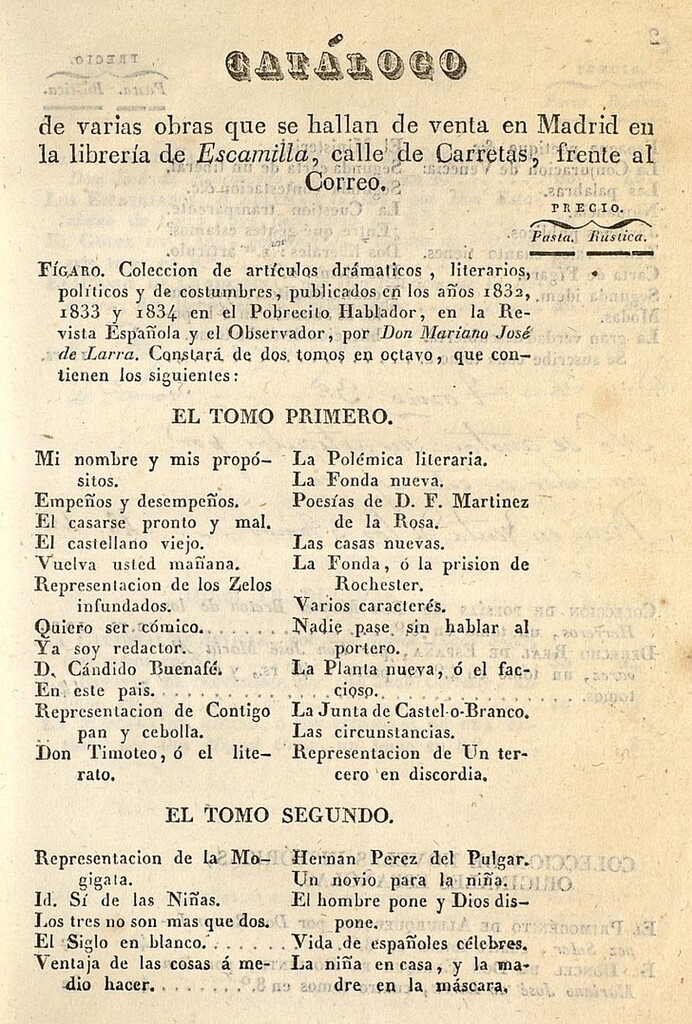 CATÁLOGO
de varias obras que se hallan de venta en Madrid en
la librería de Escamilla, calle de Carretas, frente al
Correo.
PRECIO.
Pasta. Rústica.
FÍGARO. Coleccion de artículos drámaticos, literarios,
políticos y de costumbres, publicados en los años 1832,
1833 y 1834 en el Pobrecito Hablador, en la Re-
vista Española y el Observador, por Don Mariano José
de Larra. Constará de dos tomos en octavo, que con-
tienen los siguientes:
EL TOMO PRIMERO.
Mi nombre y mis propó-
sitos.
Empeños y desempeños.
El casarse pronto y mal.
El castellano viejo.
Vuelva usted mañana.
Representacion de los Zelos
infundados.
Quiero ser cómico.
Ya soy redactor.
D. Cándido Buenafé.
En este pais.
Representacion de Contigo
pan y cebolla.
Don Timoteo, ó el lite-
rato.
La Polémica literaria.
La Fonda nueva.
Poesías de D. F. Martinez
de la Rosa.
Las casas nuevas.
La Fonda, ó la prision de
Rochester.
Varios caractерés.
Nadie pase sin hablar al
portero.
La Planta nueva, ó el fac-
cioso.
La Junta de Castel-o-Branco.
Las circunstancias.
Representacion de Un ter-
cero en discordia.
EL TOMO SEGUNDO.
Representacion de la Mo-
gigata.
Id. Sí de las Niñas.
Los tres no son mas que dos.
El Siglo en blanco.
Ventaja de las cosas á me-
dio hacer.
Hernan Perez del Pulgar.
Un novio para la niña.
El hombre pone y Dios dis-
pone.
Vida de españoles célebres.
La niña en casa, y la ma-
dre en la máscara.